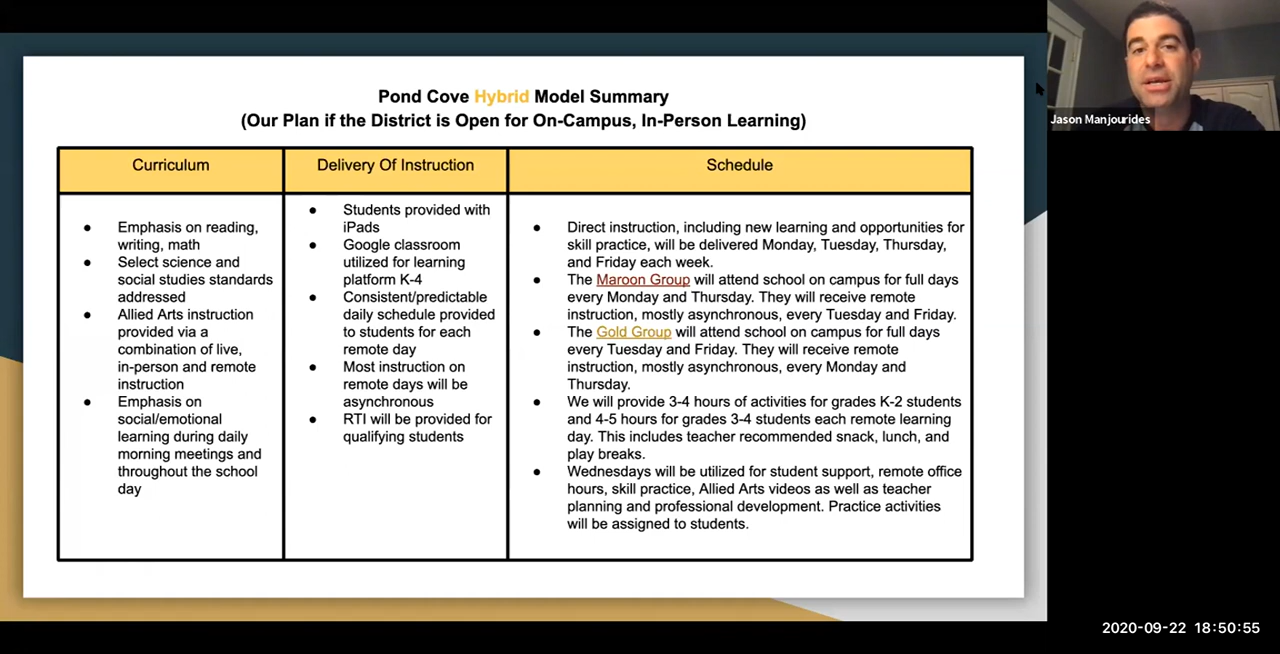 Pond Cove Hybrid Model Summary
(Our Plan if the District is Open for On-Campus, In-Person Learning)
Curriculum
Delivery Of Instruction
Schedule
● Emphasis on reading,
writing, math
● Select science and
social studies standards
addressed
● Allied Arts instruction
provided via a
combination of live,
in-person and remote
instruction
● Emphasis on
social/emotional
learning during daily
morning meetings and
throughout the school
day
● Students provided with
iPads
● Google classroom
utilized for learning
platform K-4
● Consistent/predictable
daily schedule provided
to students for each
remote day
● Most instruction on
remote days will be
asynchronous
● RTI will be provided for
qualifying students
● Direct instruction, including new learning and opportunities for
skill practice, will be delivered Monday, Tuesday, Thursday,
and Friday each week.
● The Maroon Group will attend school on campus for full days
every Monday and Thursday. They will receive remote
instruction, mostly asynchronous, every Tuesday and Friday.
● The Gold Group will attend school on campus for full days
every Tuesday and Friday. They will receive remote
instruction, mostly asynchronous, every Monday and
Thursday.
● We will provide 3-4 hours of activities for grades K-2 students
and 4-5 hours for grades 3-4 students each remote learning
day. This includes teacher recommended snack, lunch, and
play breaks.
● Wednesdays will be utilized for student support, remote office
hours, skill practice, Allied Arts videos as well as teacher
planning and professional development. Practice activities
will be assigned to students.
Jason Manjourides
2020-09-22 18:50:55